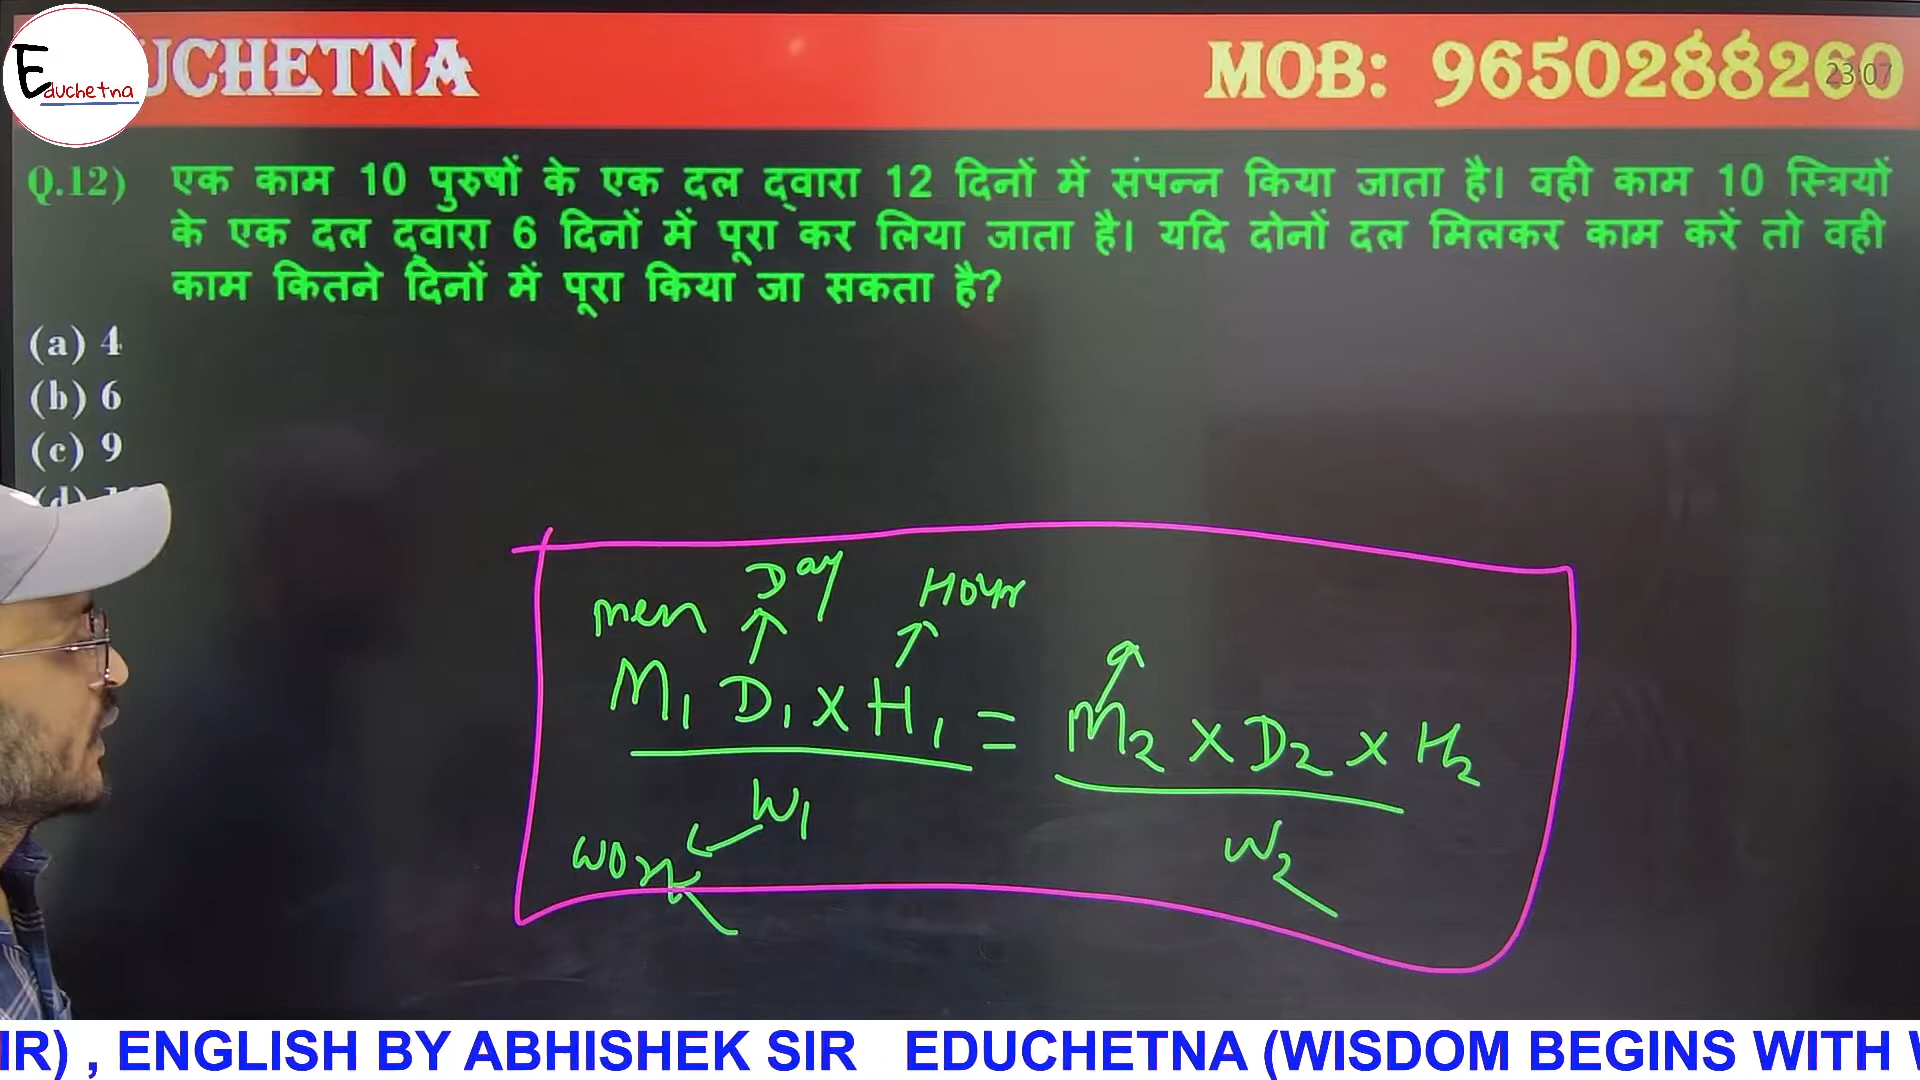 Educhetna
UCHETNA
MOB: 9650288260
23:07
Q.12) एक काम 10 पुरुषों के एक दल द्वारा 12 दिनों में संपन्न किया जाता है। वही काम 10 स्त्रियों
के एक दल द्वारा 6 दिनों में पूरा कर लिया जाता है। यदि दोनों दल मिलकर काम करें तो वही
काम कितने दिनों में पूरा किया जा सकता है?
(a) 4
(b) 6
(c) 9
(d)
men Day Hour
M1 D1 x H1 = M2 x D2 x H2
W1 W2
work
IR) , ENGLISH BY ABHISHEK SIR EDUCHETNA (WISDOM BEGINS WITH